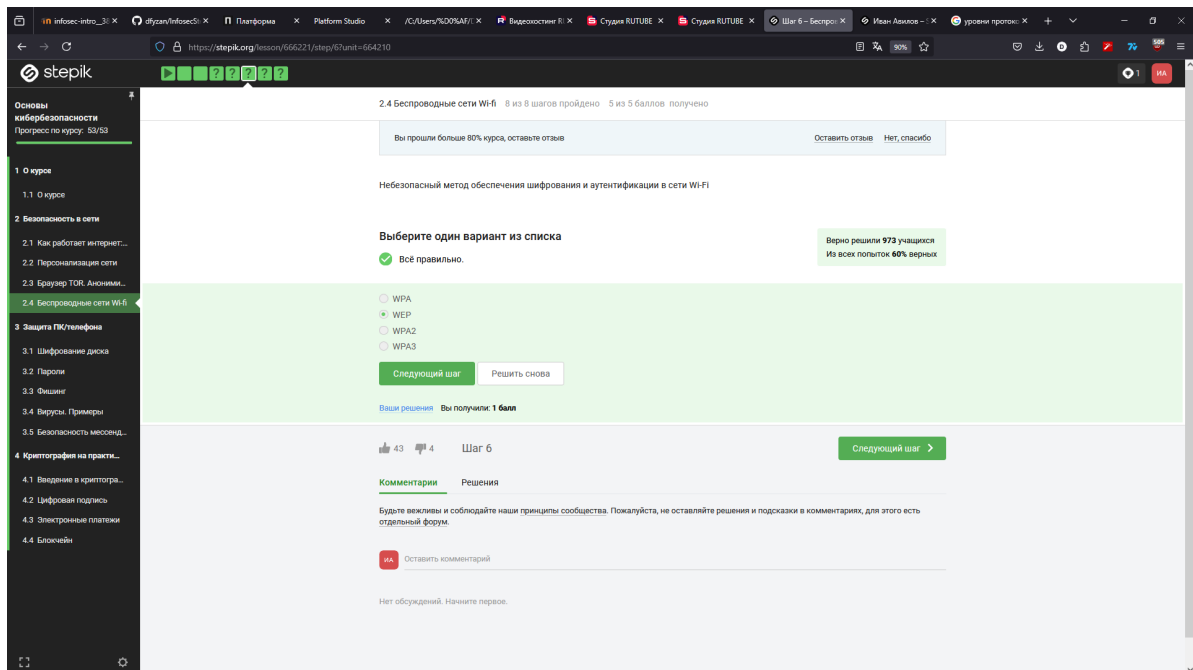 infosec-intro_3
dfyzan/InfosecSt
Платформа
Platform Studio
/C:/Users/%D0%AF/
Видеохостинг R
Студия RUTUBE
Студия RUTUBE
Шаг 6 – Беспро
Иван Авилов –
уровни проток
https://stepik.org/lesson/666221/step/6?unit=664210
90%
505
stepik
? ? ? ? ?
1
ИА
Основы
кибербезопасности
Прогресс по курсу: 53/53
1 О курсе
1.1 О курсе
2 Безопасность в сети
2.1 Как работает интернет:...
2.2 Персонализация сети
2.3 Браузер TOR. Аноними...
2.4 Беспроводные сети Wi-fi
3 Защита ПК/телефона
3.1 Шифрование диска
3.2 Пароли
3.3 Фишинг
3.4 Вирусы. Примеры
3.5 Безопасность мессенд...
4 Криптография на практи...
4.1 Введение в криптогра...
4.2 Цифровая подпись
4.3 Электронные платежи
4.4 Блокчейн
2.4 Беспроводные сети Wi-fi 8 из 8 шагов пройдено 5 из 5 баллов получено
Вы прошли больше 80% курса, оставьте отзыв Оставить отзыв Нет, спасибо
Небезопасный метод обеспечения шифрования и аутентификации в сети Wi-Fi
Выберите один вариант из списка
Всё правильно.
Верно решили 973 учащихся
Из всех попыток 60% верных
WPA
WEP
WPA2
WPA3
Следующий шаг Решить снова
Ваши решения Вы получили: 1 балл
43 4 Шаг 6 Следующий шаг
Комментарии Решения
Будьте вежливы и соблюдайте наши принципы сообщества. Пожалуйста, не оставляйте решения и подсказки в комментариях, для этого есть
отдельный форум.
ИА Оставить комментарий
Нет обсуждений. Начните первое.